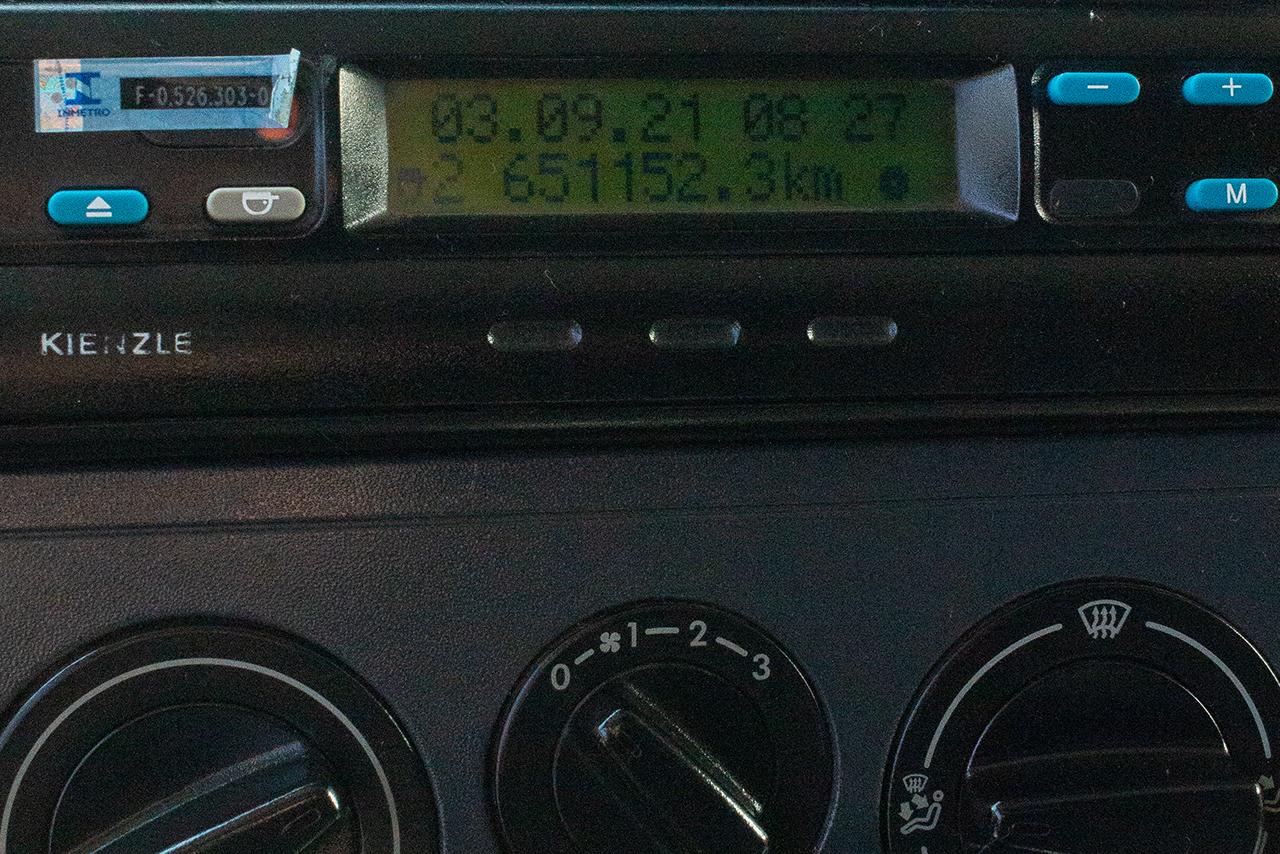 INMETRO F-0.526.303-0
03.09.21 08 27
2 651152.3km
M
KIENZLE
0 1 2 3